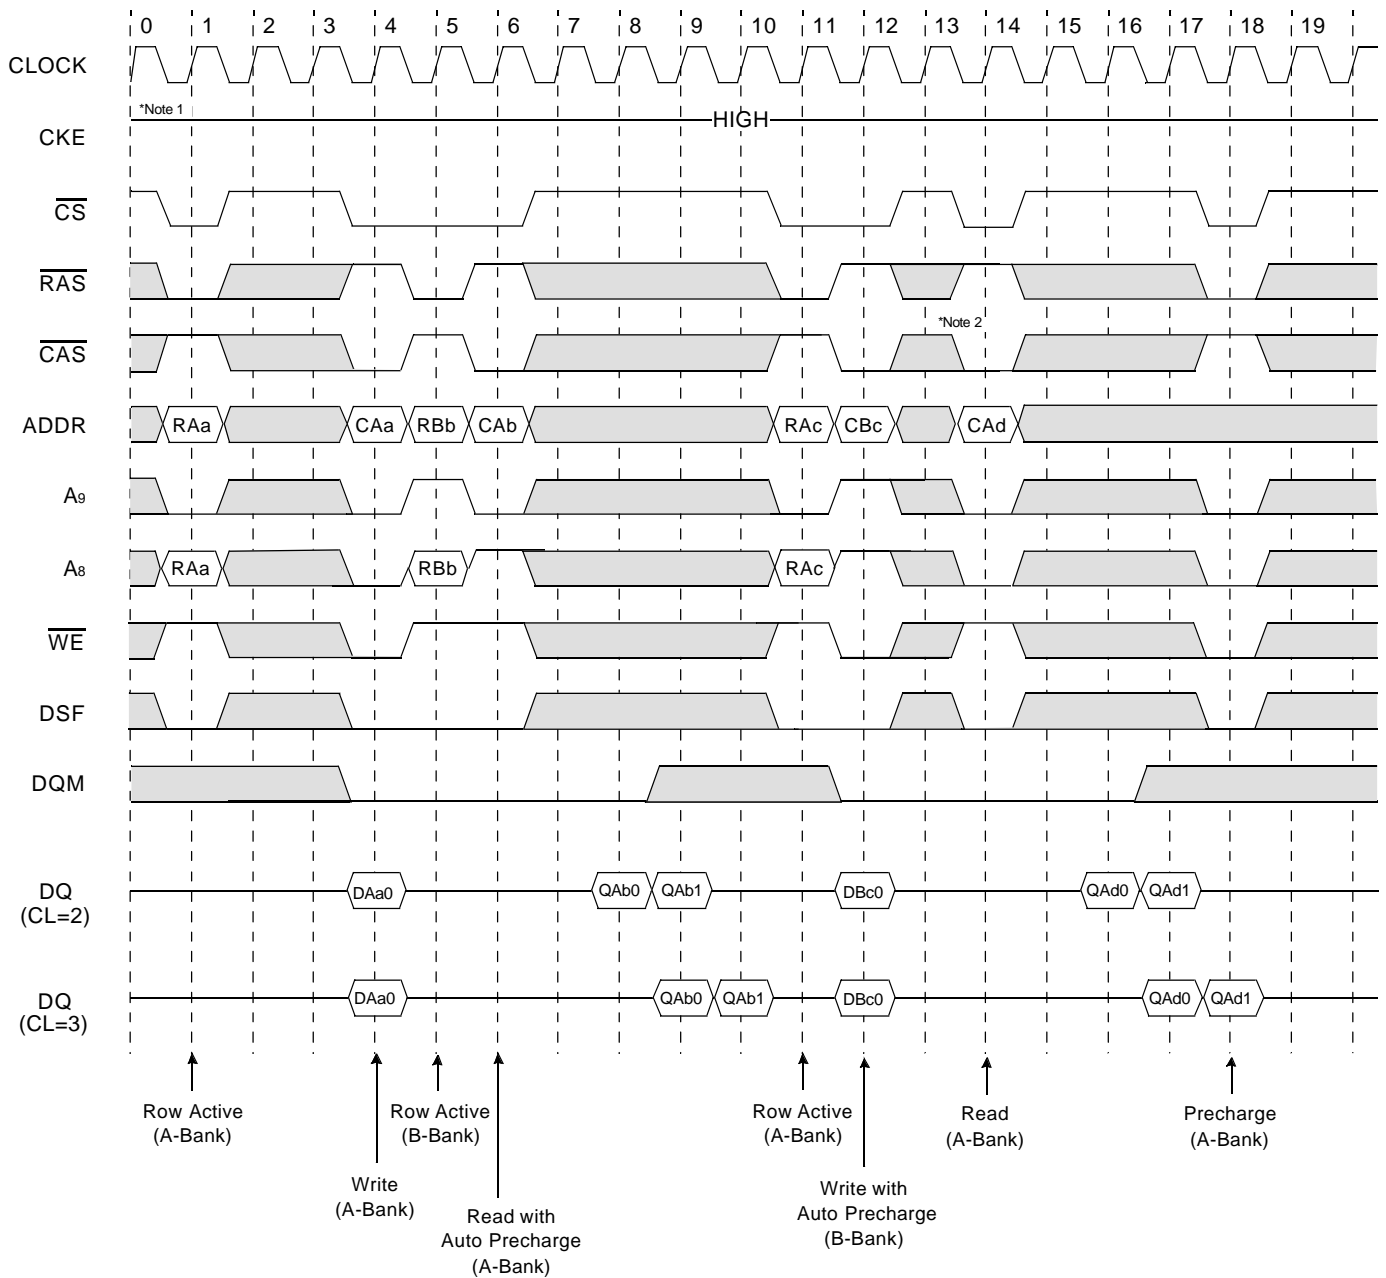 0 1 2 3 4 5 6 7 8 9 10 11 12 13 14 15 16 17 18 19
CLOCK
*Note 1
HIGH
CKE
CS
RAS
*Note 2
CAS
ADDR RAa CAa RBb CAb RAc CBc CAd
A9
A8 RAa RBb RAc
WE
DSF
DQM
DQ
(CL=2)
DAa0 QAb0 QAb1 DBc0 QAd0 QAd1
DQ
(CL=3)
DAa0 QAb0 QAb1 DBc0 QAd0 QAd1
Row Active
(A-Bank)
Write
(A-Bank)
Row Active
(B-Bank)
Read with
Auto Precharge
(A-Bank)
Row Active
(A-Bank)
Write with
Auto Precharge
(B-Bank)
Read
(A-Bank)
Precharge
(A-Bank)